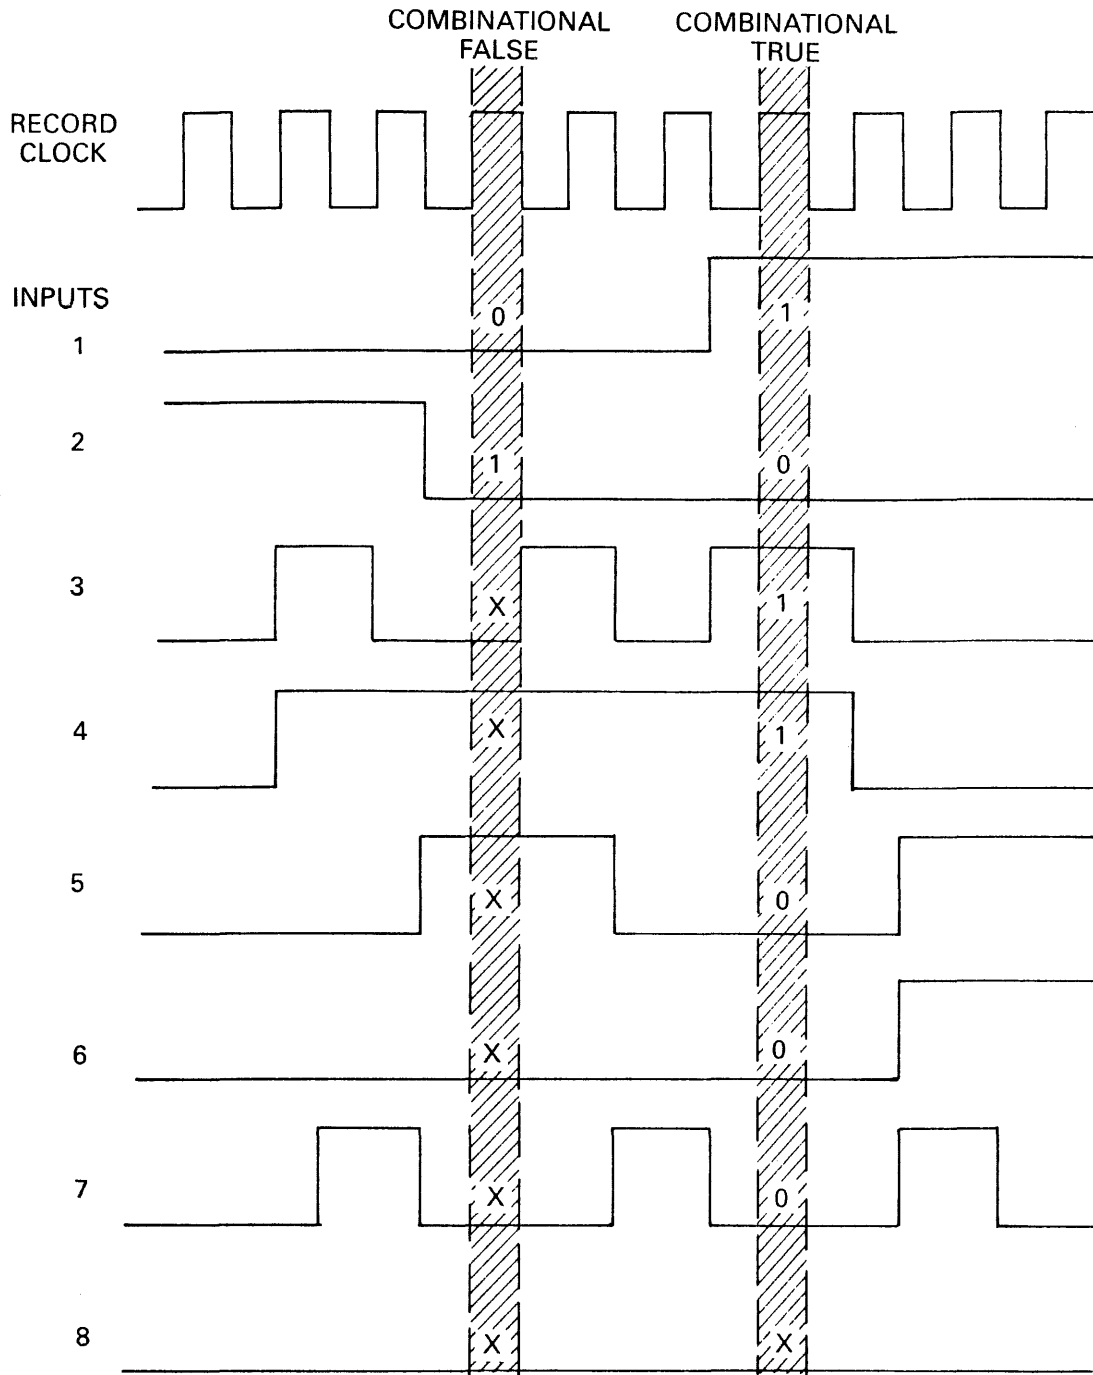 COMBINATIONAL
FALSE
COMBINATIONAL
TRUE
RECORD
CLOCK
INPUTS
1
0
1
2
1
0
3
X
1
4
X
1
5
X
0
6
X
0
7
X
0
8
X
X